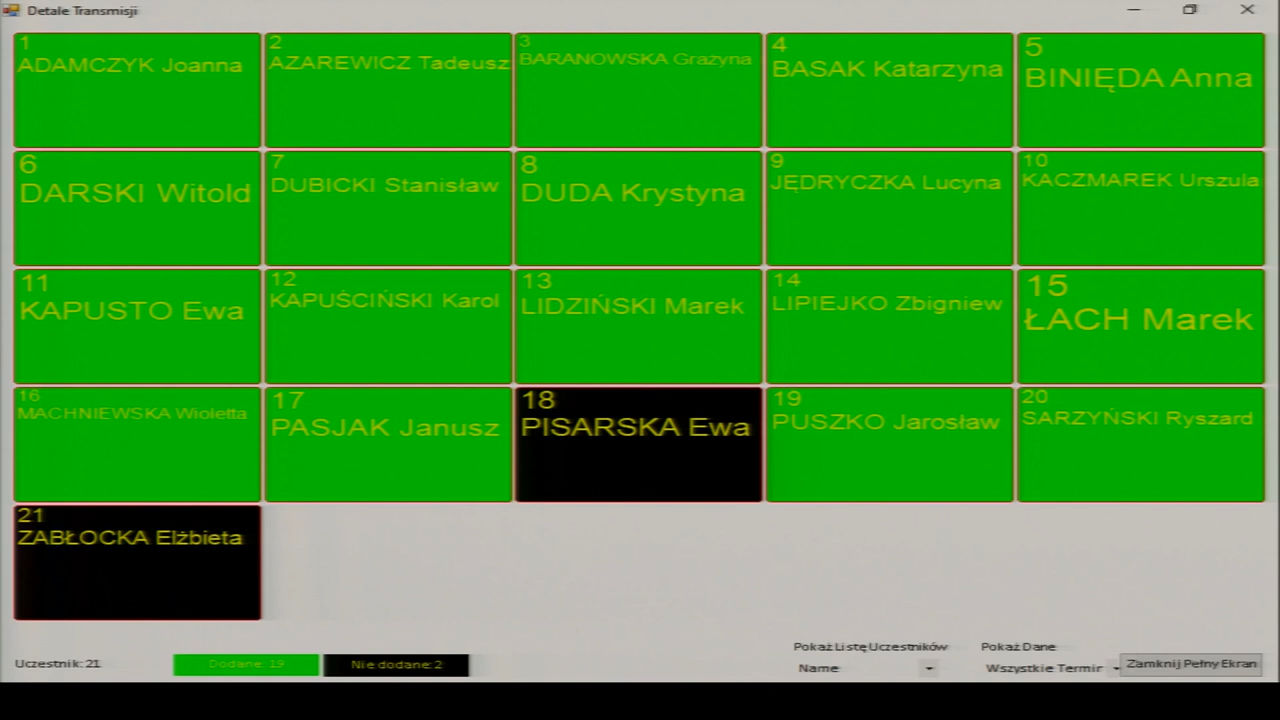 Detale Transmisji
1
ADAMCZYK Joanna
2
AZAREWICZ Tadeusz
3
BARANOWSKA Grażyna
4
BASAK Katarzyna
5
BINIĘDA Anna
6
DARSKI Witold
7
DUBICKI Stanisław
8
DUDA Krystyna
9
JĘDRYCZKA Lucyna
10
KACZMAREK Urszula
11
KAPUSTO Ewa
12
KAPUŚCIŃSKI Karol
13
LIDZIŃSKI Marek
14
LIPIEJKO Zbigniew
15
ŁACH Marek
16
MACHNIEWSKA Wioletta
17
PASJAK Janusz
18
PISARSKA Ewa
19
PUSZKO Jarosław
20
SARZYŃSKI Ryszard
21
ZABŁOCKA Elżbieta
Uczestnik: 21
Dodane: 19
Nie dodane: 2
Pokaż Listę Uczestników
Name
Pokaż Dane
Wszystkie Termir
Zamknij Pełny Ekran